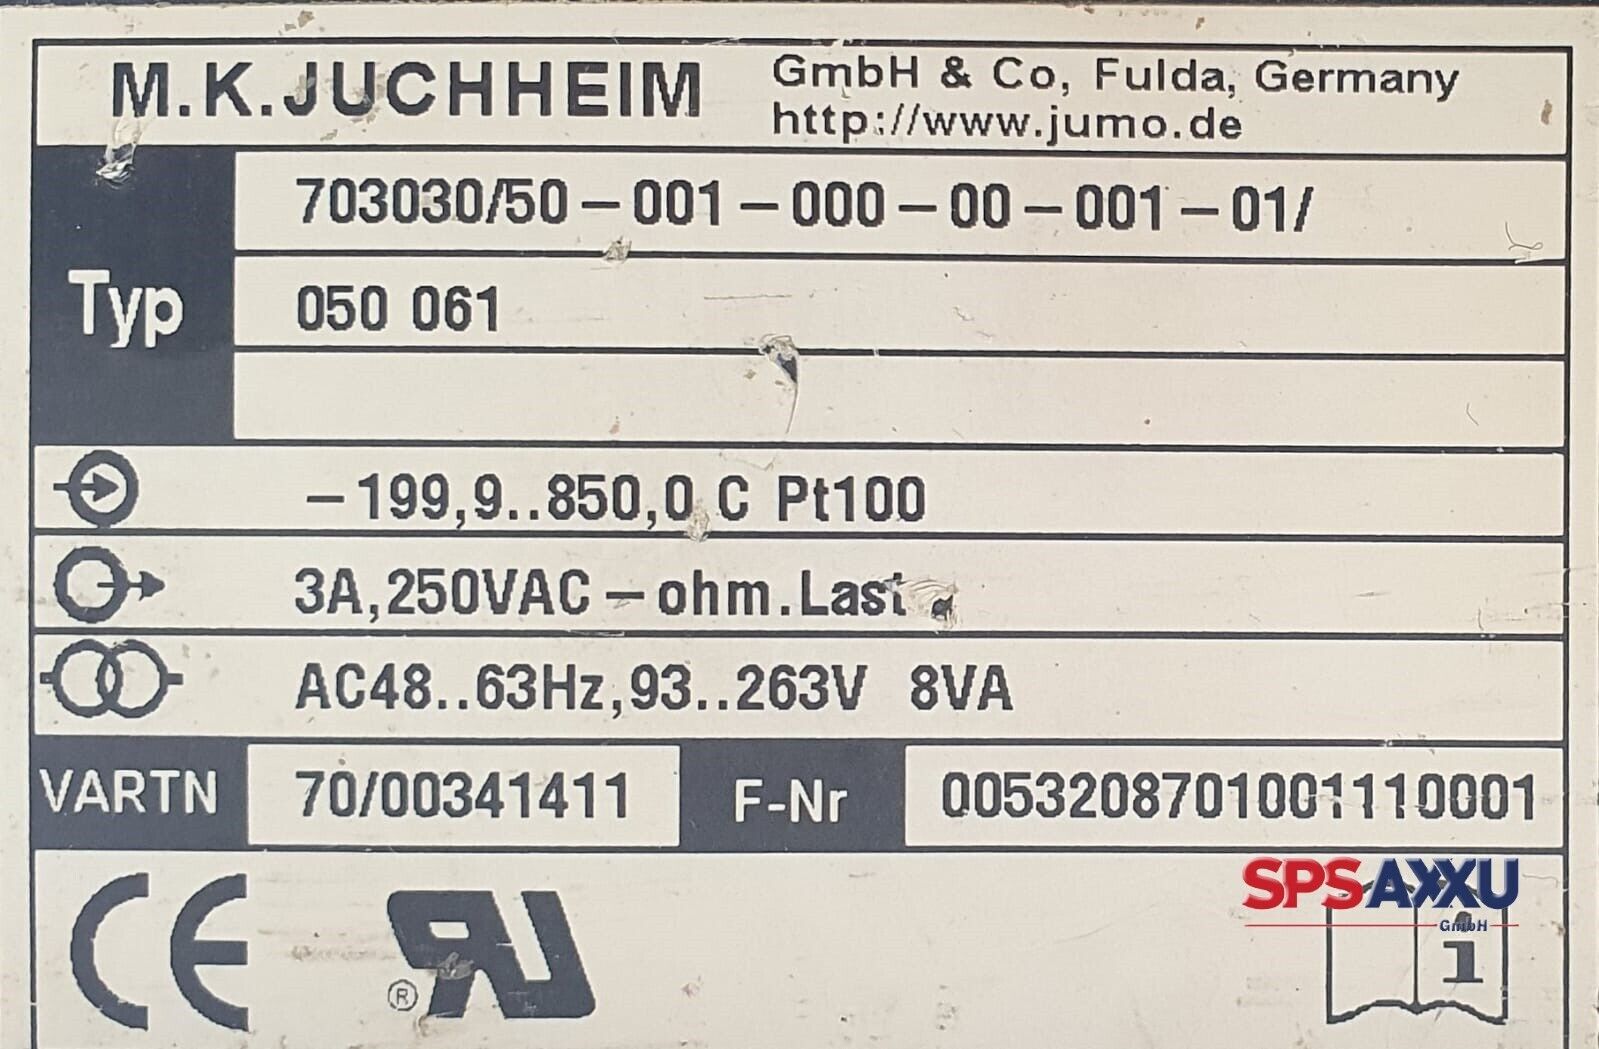 M.K.JUCHHEIM
GmbH & Co, Fulda, Germany
http://www.jumo.de
Typ
703030/50-001-000-00-001-01/
050 061
-199,9..850,0 C Pt100
3A,250VAC-ohm.Last
AC48..63Hz,93..263V 8VA
VARTN 70/00341411 F-Nr 0053208701001110001
CE
®
i
SPSAXXU
GmbH